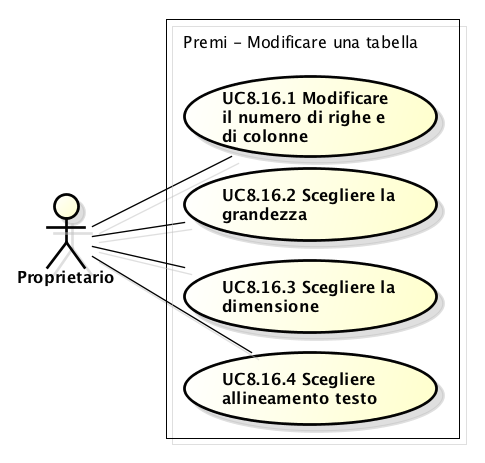 Premi - Modificare una tabella
UC8.16.1 Modificare
il numero di righe e
di colonne
UC8.16.2 Scegliere la
grandezza
Proprietario
UC8.16.3 Scegliere la
dimensione
UC8.16.4 Scegliere
allineamento testo